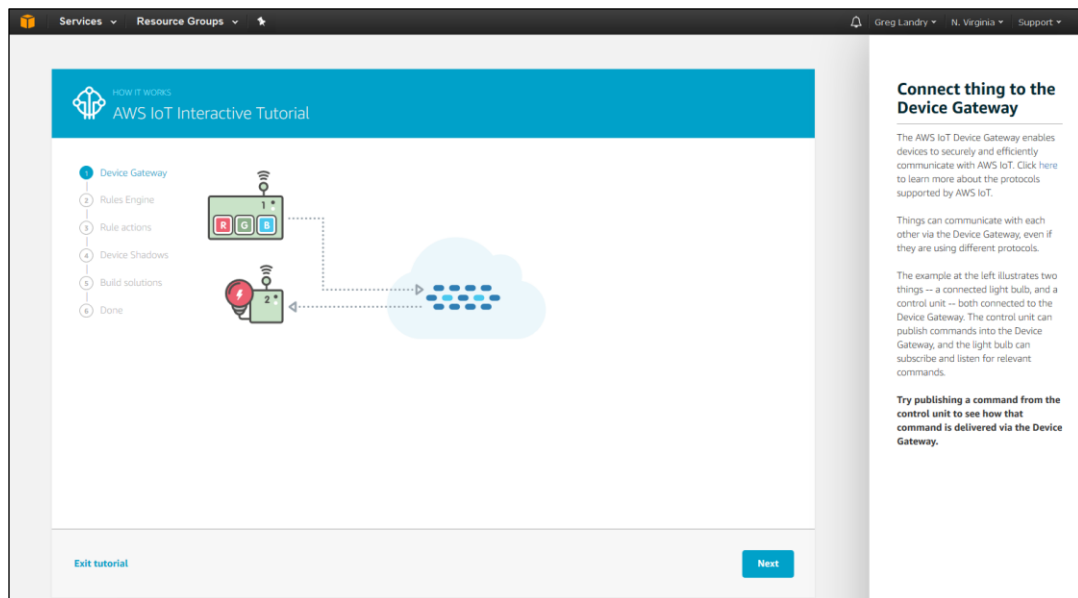 Services Resource Groups Greg Landry N. Virginia Support
HOW IT WORKS
AWS IoT Interactive Tutorial
1 Device Gateway
2 Rules Engine
3 Rule actions
4 Device Shadows
5 Build solutions
6 Done
1
R G B
2
Exit tutorial
Next
Connect thing to the
Device Gateway
The AWS IoT Device Gateway enables
devices to securely and efficiently
communicate with AWS IoT. Click here
to learn more about the protocols
supported by AWS IoT.
Things can communicate with each
other via the Device Gateway, even if
they are using different protocols.
The example at the left illustrates two
things -- a connected light bulb, and a
control unit -- both connected to the
Device Gateway. The control unit can
publish commands into the Device
Gateway, and the light bulb can
subscribe and listen for relevant
commands.
Try publishing a command from the
control unit to see how that
command is delivered via the Device
Gateway.